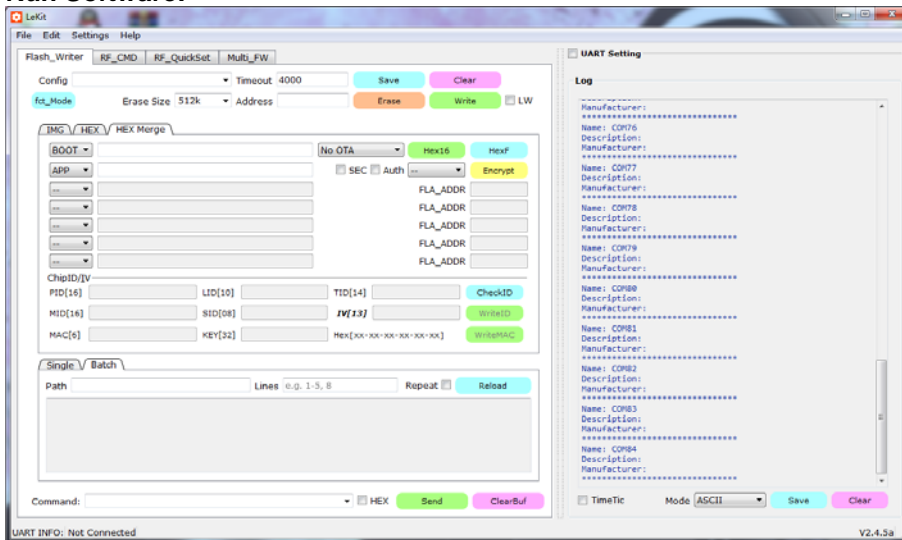 LeKit
File Edit Settings Help
Flash_Writer RF_CMD RF_QuickSet Multi_FW
Config Timeout 4000 Save Clear
fct_Mode Erase Size 512k Address Erase Write LW
IMG HEX HEX Merge
BOOT No OTA Hex16 HexF
APP SEC Auth -- Encrypt
-- FLA_ADDR
-- FLA_ADDR
-- FLA_ADDR
-- FLA_ADDR
-- FLA_ADDR
ChipID/IV
PID[16] LID[10] TID[14] CheckID
MID[16] SID[08] IV[13] WriteID
MAC[6] KEY[32] Hex[xx-xx-xx-xx-xx-xx] WriteMAC
Single Batch
Path Lines e.g. 1-5, 8 Repeat Reload
Command: HEX Send ClearBuf
UART Setting
Log
Manufacturer:
*******************************
Name: COM76
Description:
Manufacturer:
*******************************
Name: COM77
Description:
Manufacturer:
*******************************
Name: COM78
Description:
Manufacturer:
*******************************
Name: COM79
Description:
Manufacturer:
*******************************
Name: COM80
Description:
Manufacturer:
*******************************
Name: COM81
Description:
Manufacturer:
*******************************
Name: COM82
Description:
Manufacturer:
*******************************
Name: COM83
Description:
Manufacturer:
*******************************
Name: COM84
Description:
Manufacturer:
*******************************
TimeTic Mode ASCII Save Clear
UART INFO: Not Connected V2.4.5a